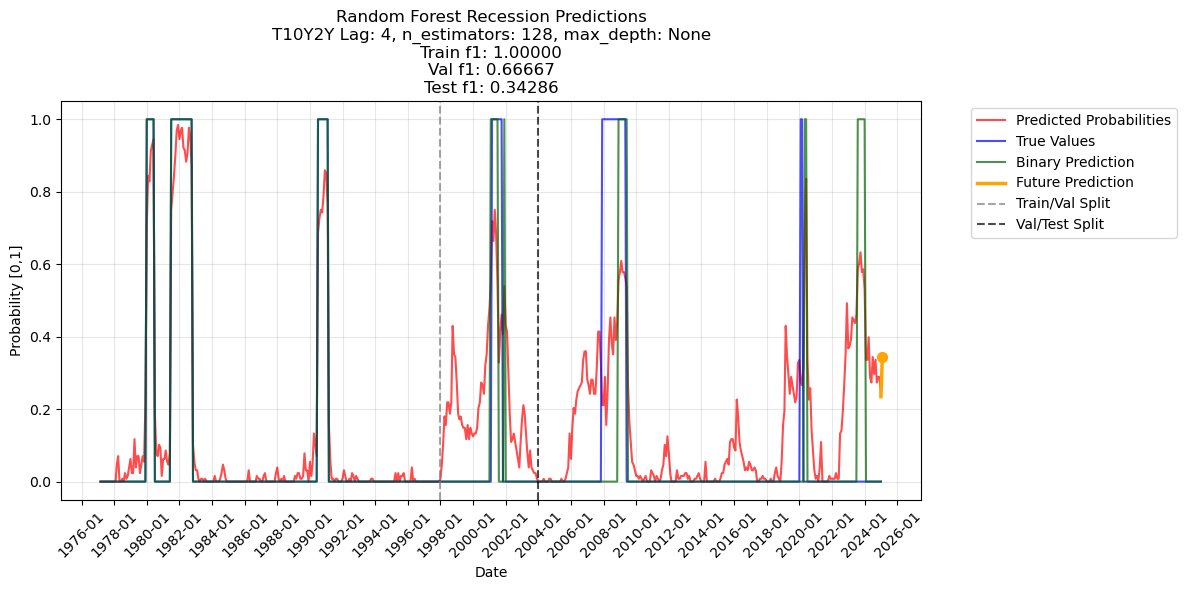 Random Forest Recession Predictions
T10Y2Y Lag: 4, n_estimators: 128, max_depth: None
Train f1: 1.00000
Val f1: 0.66667
Test f1: 0.34286
Predicted Probabilities
True Values
Binary Prediction
Future Prediction
Train/Val Split
Val/Test Split
Probability [0,1]
1.0
0.8
0.6
0.4
0.2
0.0
1976-01
1978-01
1980-01
1982-01
1984-01
1986-01
1988-01
1990-01
1992-01
1994-01
1996-01
1998-01
2000-01
2002-01
2004-01
2006-01
2008-01
2010-01
2012-01
2014-01
2016-01
2018-01
2020-01
2022-01
2024-01
2026-01
Date